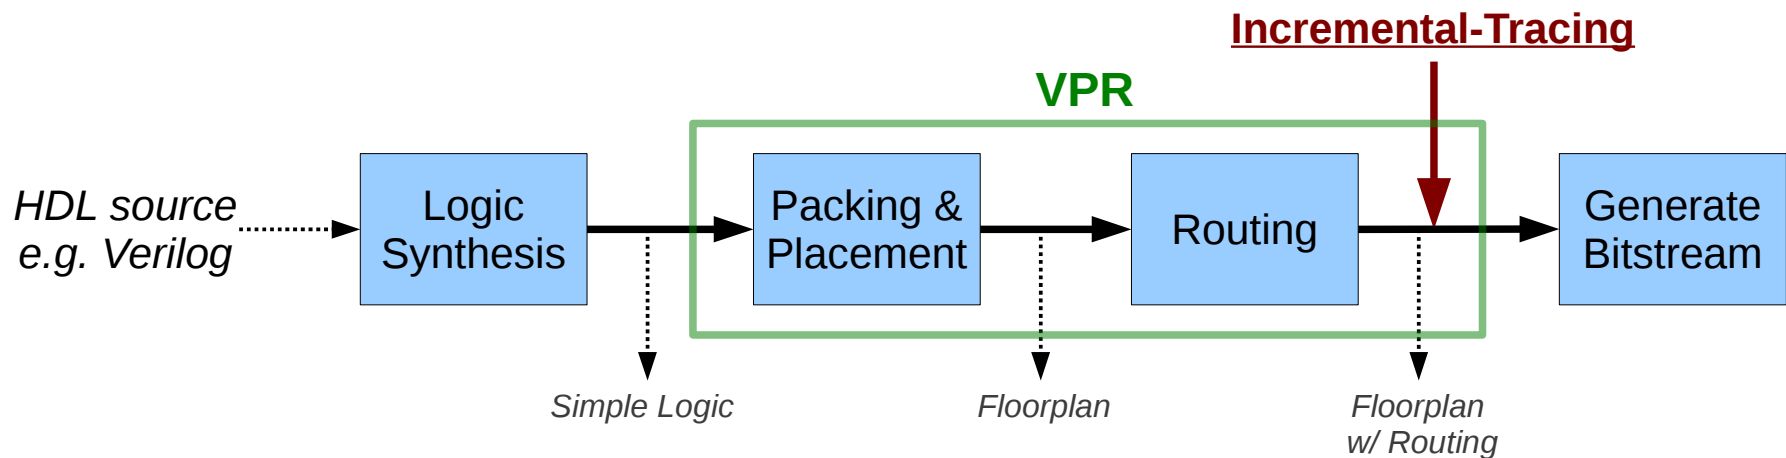 Incremental-Tracing
VPR
HDL source
e.g. Verilog
Logic
Synthesis
Packing &
Placement
Routing
Generate
Bitstream
Simple Logic
Floorplan
Floorplan
w/ Routing